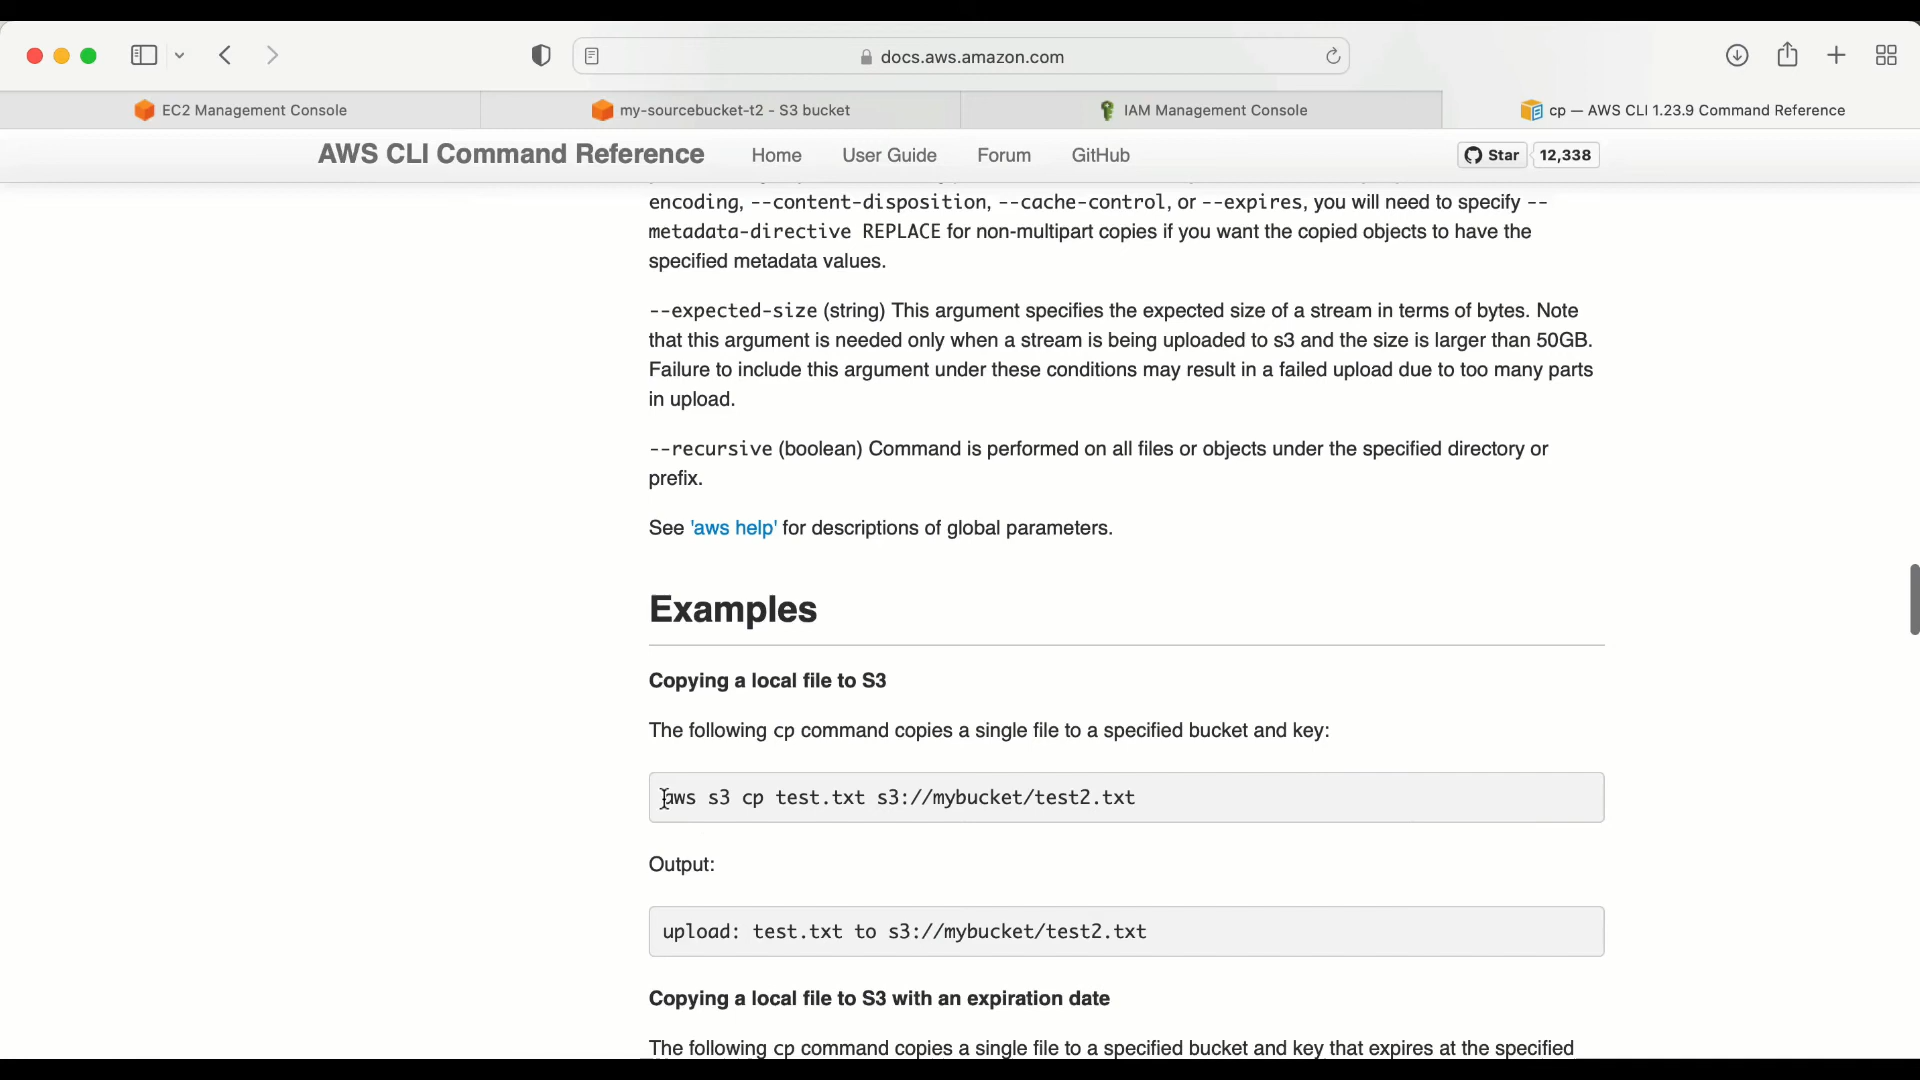 docs.aws.amazon.com
EC2 Management Console
my-sourcebucket-t2 - S3 bucket
IAM Management Console
cp — AWS CLI 1.23.9 Command Reference
AWS CLI Command Reference Home User Guide Forum GitHub Star 12,338
encoding, --content-disposition, --cache-control, or --expires, you will need to specify --
metadata-directive REPLACE for non-multipart copies if you want the copied objects to have the
specified metadata values.
--expected-size (string) This argument specifies the expected size of a stream in terms of bytes. Note
that this argument is needed only when a stream is being uploaded to s3 and the size is larger than 50GB.
Failure to include this argument under these conditions may result in a failed upload due to too many parts
in upload.
--recursive (boolean) Command is performed on all files or objects under the specified directory or
prefix.
See 'aws help' for descriptions of global parameters.
Examples
Copying a local file to S3
The following cp command copies a single file to a specified bucket and key:
aws s3 cp test.txt s3://mybucket/test2.txt
Output:
upload: test.txt to s3://mybucket/test2.txt
Copying a local file to S3 with an expiration date
The following cp command copies a single file to a specified bucket and key that expires at the specified